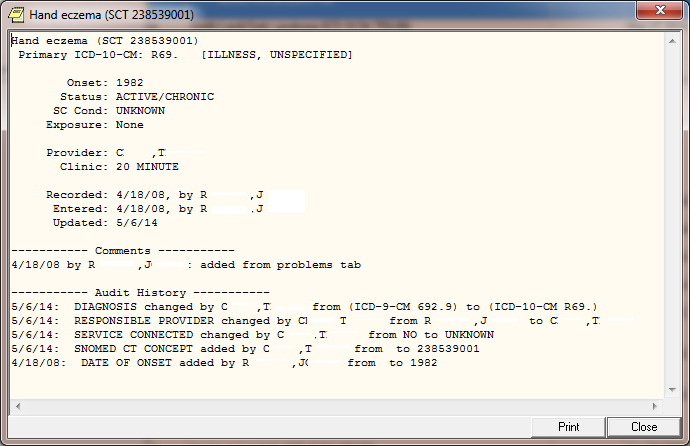 Hand eczema (SCT 238539001)
Hand eczema (SCT 238539001)
Primary ICD-10-CM: R69. [ILLNESS, UNSPECIFIED]
Onset: 1982
Status: ACTIVE/CHRONIC
SC Cond: UNKNOWN
Exposure: None
Provider: C ,T
Clinic: 20 MINUTE
Recorded: 4/18/08, by R ,J
Entered: 4/18/08, by R ,J
Updated: 5/6/14
----------- Comments -----------
4/18/08 by R ,J : added from problems tab
----------- Audit History -----------
5/6/14: DIAGNOSIS changed by C ,T from (ICD-9-CM 692.9) to (ICD-10-CM R69.)
5/6/14: RESPONSIBLE PROVIDER changed by C T from R ,J to C ,T
5/6/14: SERVICE CONNECTED changed by C ,T from NO to UNKNOWN
5/6/14: SNOMED CT CONCEPT added by C ,T from to 238539001
4/18/08: DATE OF ONSET added by R ,J from to 1982
Print Close